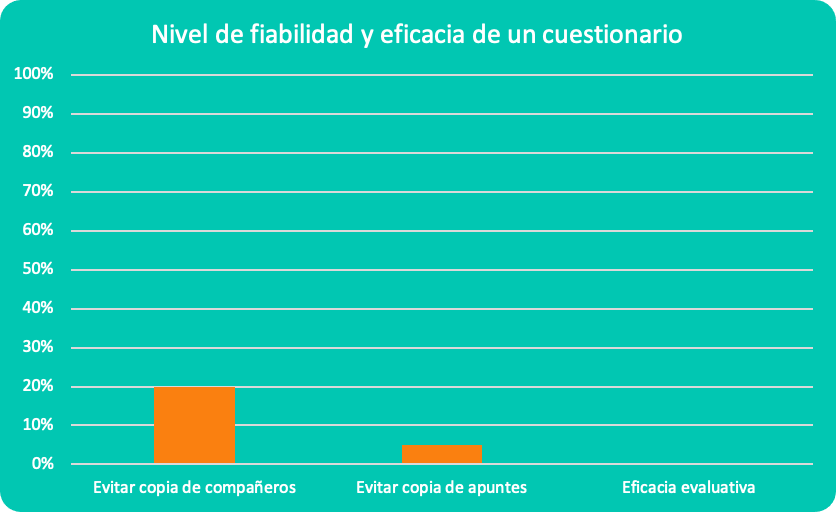 Nivel de fiabilidad y eficacia de un cuestionario
100%
90%
80%
70%
60%
50%
40%
30%
20%
10%
0%
Evitar copia de compañeros
Evitar copia de apuntes
Eficacia evaluativa